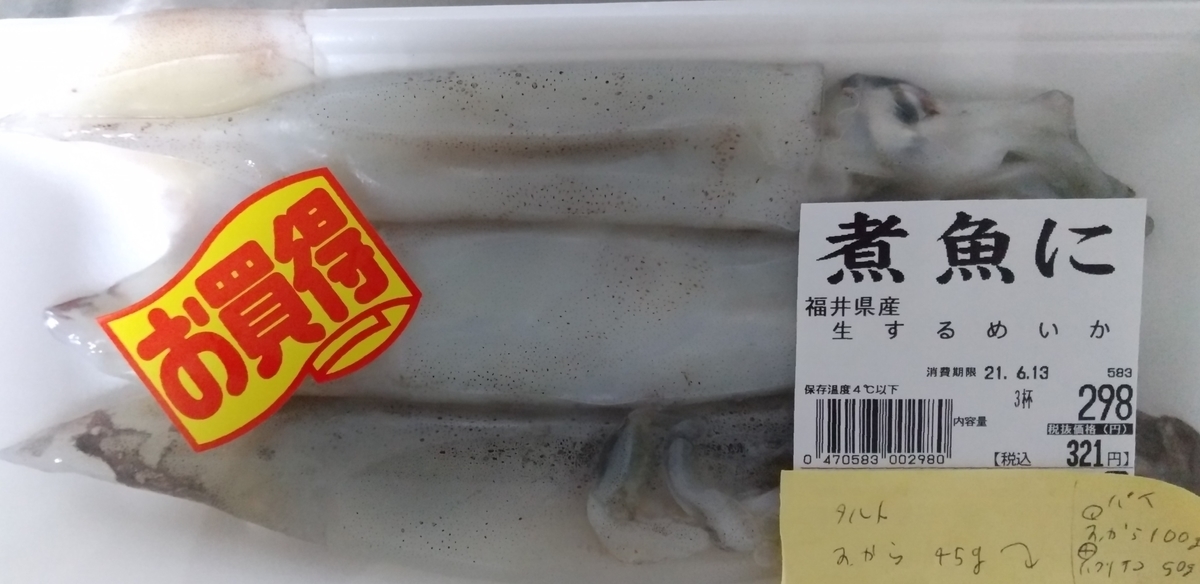 お買得
煮魚に
福井県産
生するめいか
消費期限 21. 6.13
583
保存温度4℃以下
3杯
298
内容量
税抜価格 (円)
0 470583 002980
【税込 321円】
タルト
おから 45g
パイ
おから100g
50g